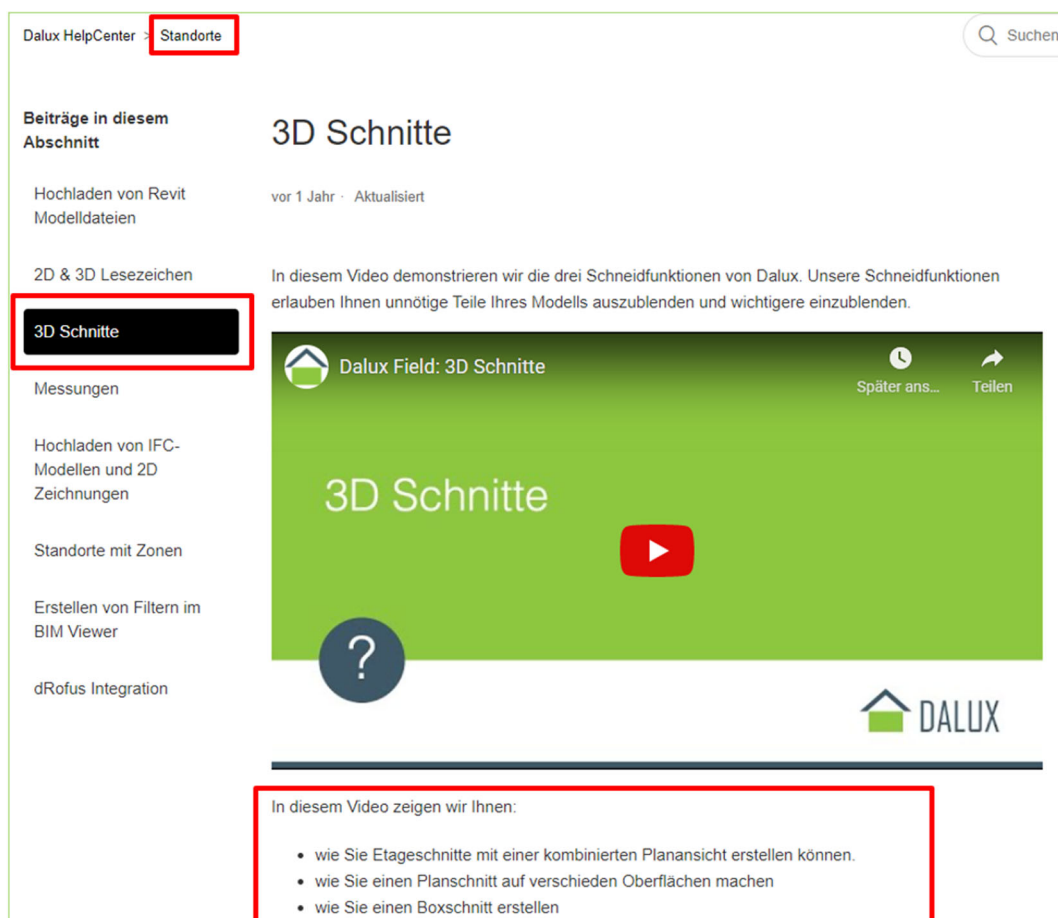 Dalux HelpCenter > Standorte
Suchen
Beiträge in diesem
Abschnitt
Hochladen von Revit
Modelldateien
2D & 3D Lesezeichen
3D Schnitte
Messungen
Hochladen von IFC-
Modellen und 2D
Zeichnungen
Standorte mit Zonen
Erstellen von Filtern im
BIM Viewer
dRofus Integration
3D Schnitte
vor 1 Jahr · Aktualisiert
In diesem Video demonstrieren wir die drei Schneidfunktionen von Dalux. Unsere Schneidfunktionen
erlauben Ihnen unnötige Teile Ihres Modells auszublenden und wichtigere einzublenden.
Dalux Field: 3D Schnitte
Später ans...
Teilen
3D Schnitte
?
DALUX
In diesem Video zeigen wir Ihnen:
• wie Sie Etageschnitte mit einer kombinierten Planansicht erstellen können.
• wie Sie einen Planschnitt auf verschieden Oberflächen machen
• wie Sie einen Boxschnitt erstellen